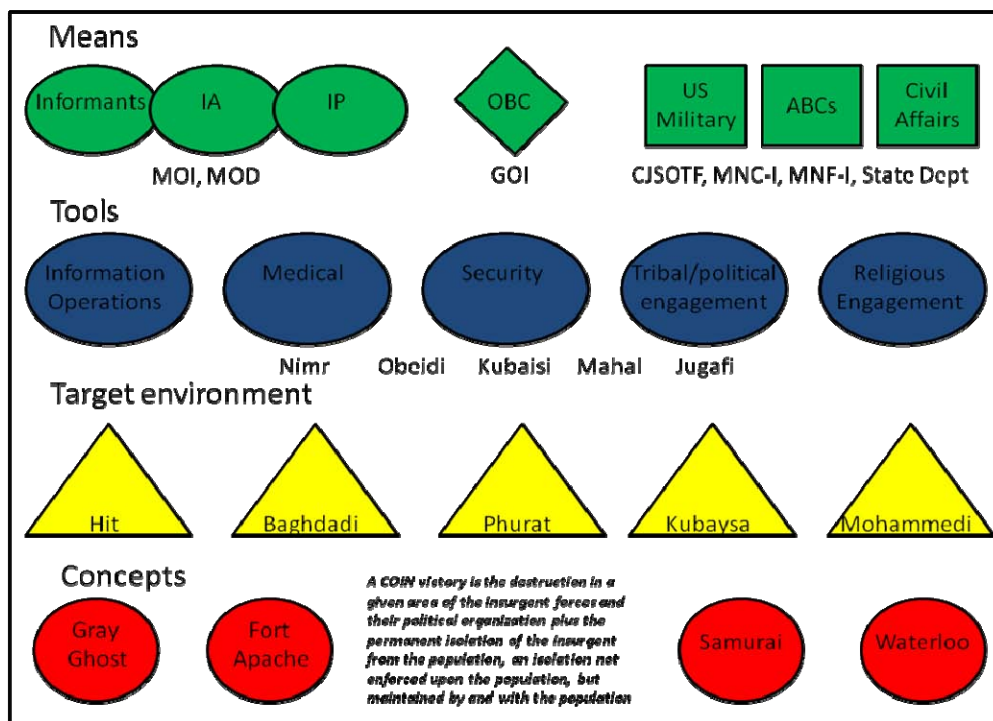 Means
Informants IA IP OBC US Military ABCs Civil Affairs
MOI, MOD GOI CJSOTF, MNC-I, MNF-I, State Dept
Tools
Information Operations Medical Security Tribal/political engagement Religious Engagement
Nimr Obeidi Kubaisi Mahal Jugafi
Target environment
Hit Baghdadi Phurat Kubaysa Mohammedi
Concepts
Gray Ghost Fort Apache
A COIN victory is the destruction in a
given area of the insurgent forces and
their political organization plus the
permanent isolation of the insurgent
from the population, an isolation not
enforced upon the population, but
maintained by and with the population
Samurai Waterloo